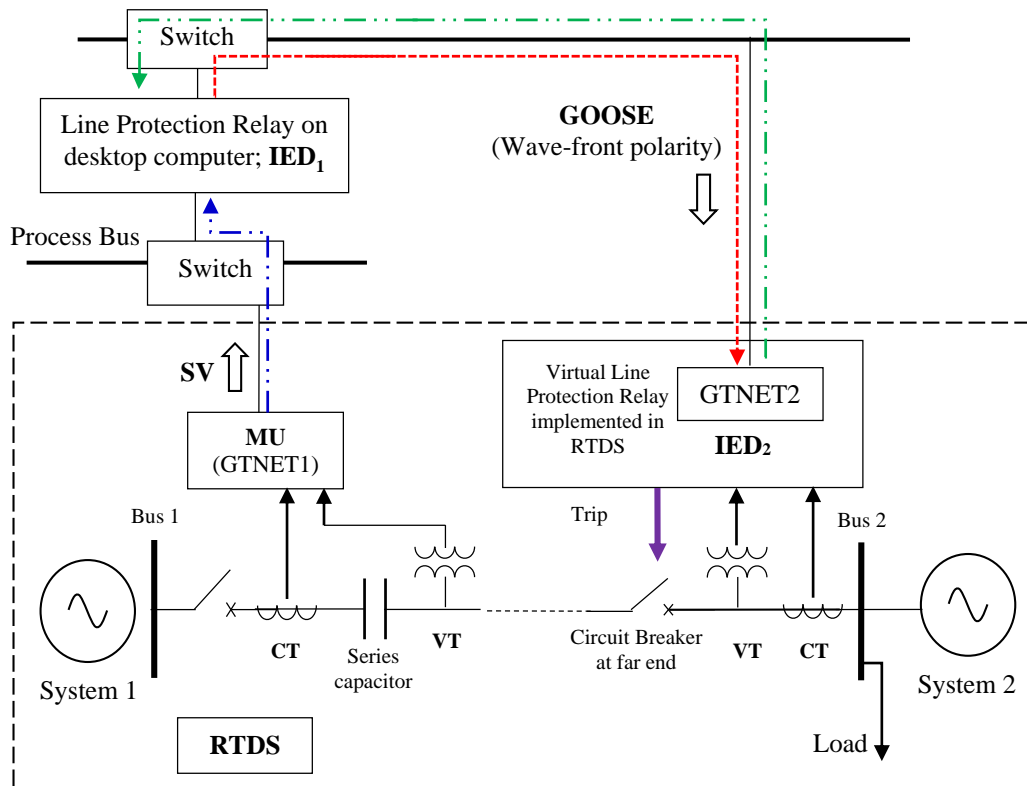 Switch
Line Protection Relay on
desktop computer; IED₁
GOOSE
(Wave-front polarity)
Process Bus
Switch
SV
MU
(GTNET1)
Virtual Line
Protection Relay
implemented in
RTDS
GTNET2
IED₂
Trip
Bus 1
Bus 2
CT
Series
capacitor
VT
Circuit Breaker
at far end
VT
CT
System 1
System 2
RTDS
Load